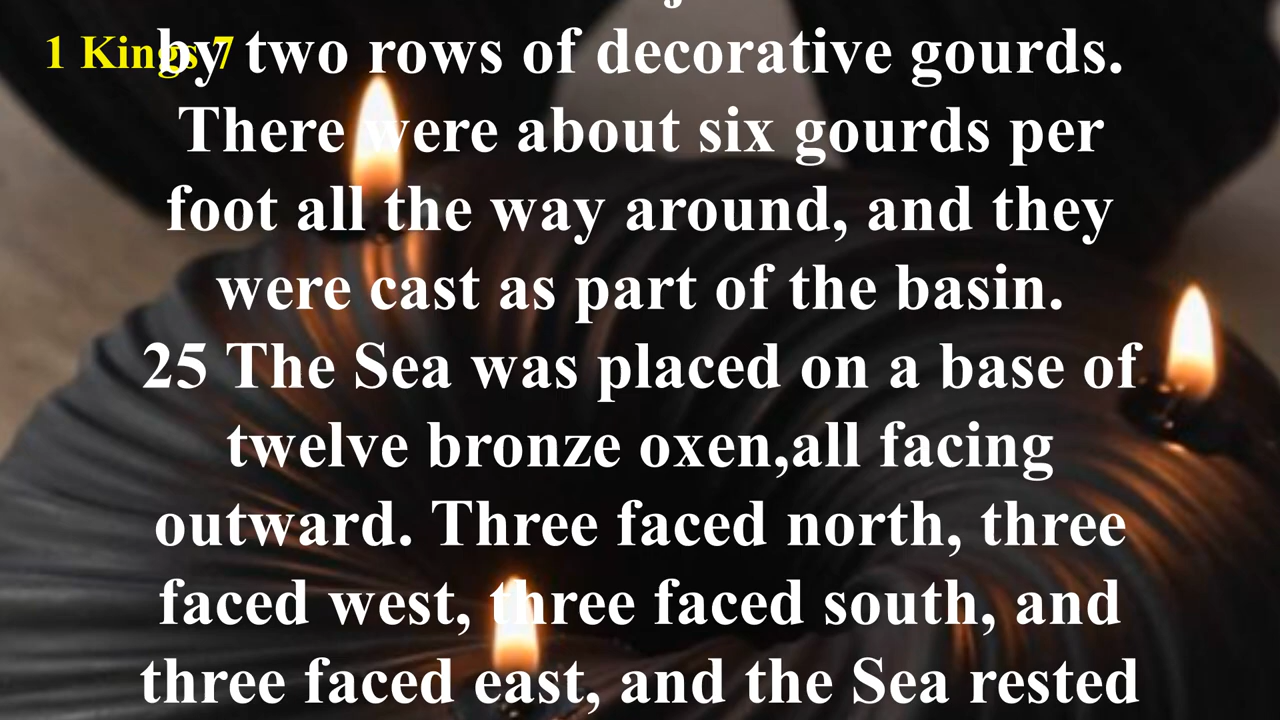 1 Kings 7
by two rows of decorative gourds.
There were about six gourds per
foot all the way around, and they
were cast as part of the basin.
25 The Sea was placed on a base of
twelve bronze oxen,all facing
outward. Three faced north, three
faced west, three faced south, and
three faced east, and the Sea rested